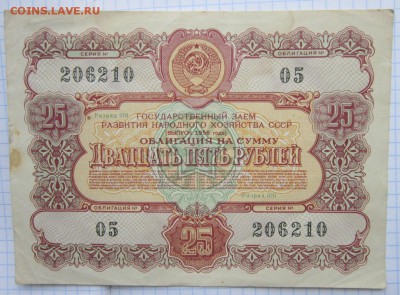 COINS.LAVE.RU
СЕРИЯ № ОБЛИГАЦИЯ №
206210 05
25 25
ГОСУДАРСТВЕННЫЙ ЗАЕМ
РАЗВИТИЯ НАРОДНОГО ХОЗЯЙСТВА СССР
ОБЛИГАЦИЯ НА СУММУ
ДВАДЦАТЬ ПЯТЬ РУБЛЕЙ
ОБЛИГАЦИЯ № СЕРИЯ №
05 206210
25